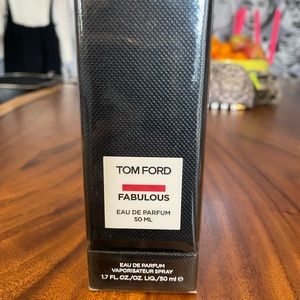 TOM FORD
FABULOUS
EAU DE PARFUM
50 ML
EAU DE PARFUM
VAPORISATEUR SPRAY
1.7 FL. OZ./OZ. LIQ./50 ml ℮